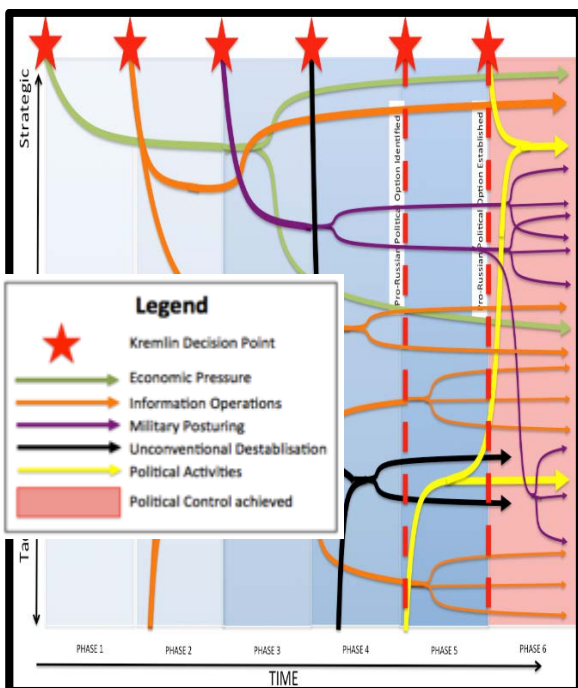 Strategic
Pro-Russian Political Option Identified
Pro-Russian Political Option Established
Legend
Kremlin Decision Point
Economic Pressure
Information Operations
Military Posturing
Unconventional Destablisation
Political Activities
Political Control achieved
PHASE 1
PHASE 2
PHASE 3
PHASE 4
PHASE 5
PHASE 6
TIME